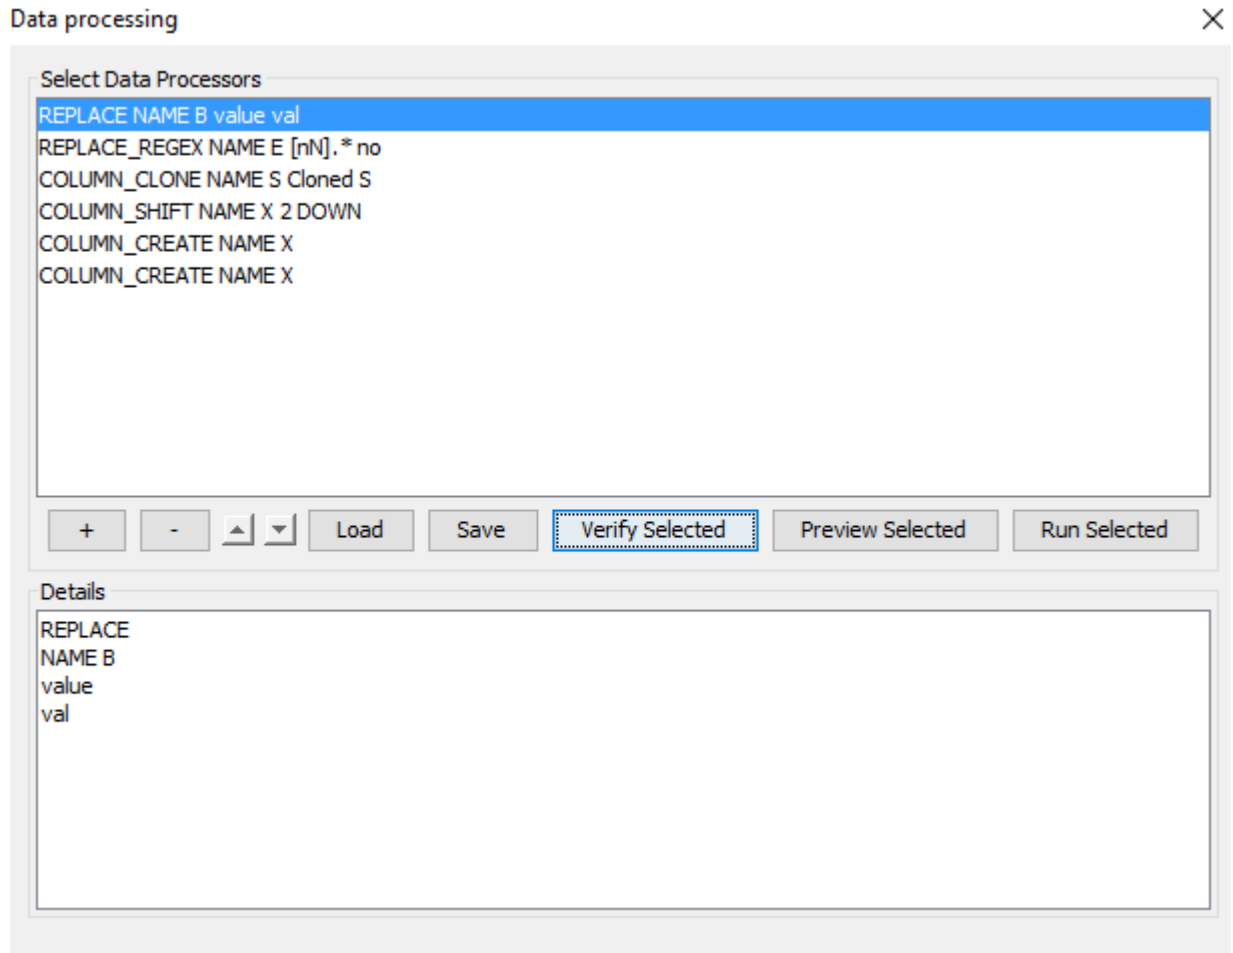 Data processing
Select Data Processors
REPLACE NAME B value val
REPLACE_REGEX NAME E [nN].* no
COLUMN_CLONE NAME S Cloned S
COLUMN_SHIFT NAME X 2 DOWN
COLUMN_CREATE NAME X
COLUMN_CREATE NAME X
+ - Load Save Verify Selected Preview Selected Run Selected
Details
REPLACE
NAME B
value
val